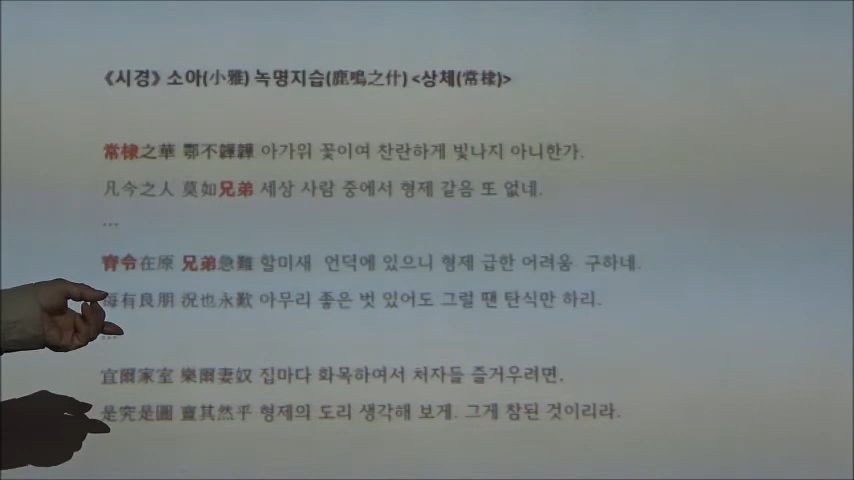 《시경》 소아(小雅) 녹명지습(鹿鳴之什) <상체(常棣)>
常棣之華 鄂不韡韡 아가위 꽃이여 찬란하게 빛나지 아니한가.
凡今之人 莫如兄弟 세상 사람 중에서 형제 같음 또 없네.
...
脊令在原 兄弟急難 할미새 언덕에 있으니 형제 급한 어려움 구하네.
每有良朋 況也永歎 아무리 좋은 벗 있어도 그럴 땐 탄식만 하리.
...
宜爾家室 樂爾妻奴 집마다 화목하여서 처자들 즐거우려면,
是究是圖 亶其然乎 형제의 도리 생각해 보게. 그게 참된 것이리라.